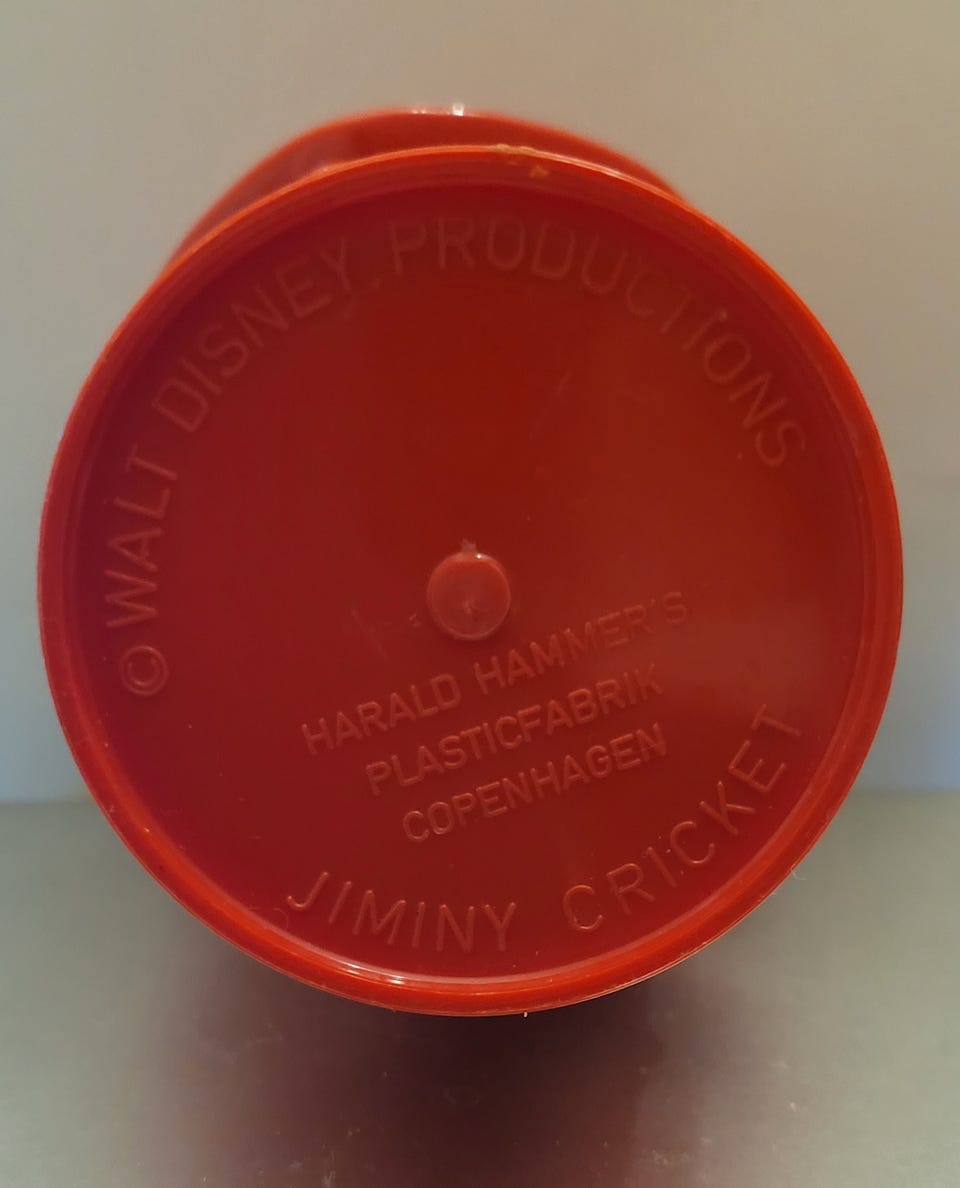 © WALT DISNEY PRODUCTIONS
HARALD HAMMER'S
PLASTICFABRIK
COPENHAGEN
JIMINY CRICKET